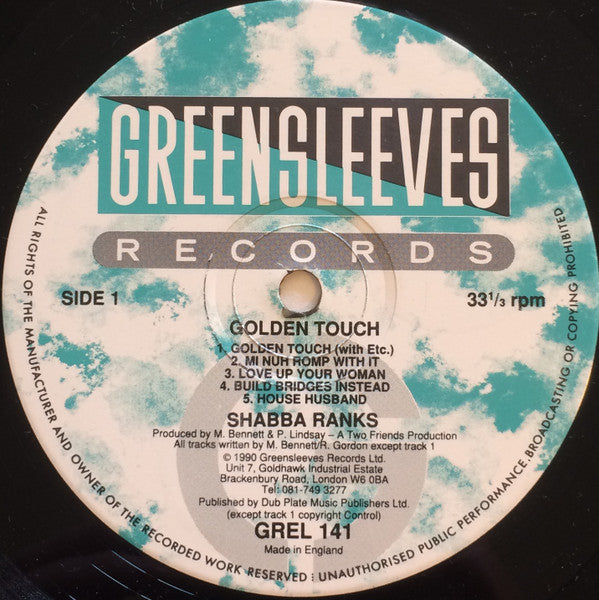 GREENSLEEVES
RECORDS
SIDE 1
33 1/3 rpm
GOLDEN TOUCH
1. GOLDEN TOUCH (with Etc.)
2. MI NUH ROMP WITH IT
3. LOVE UP YOUR WOMAN
4. BUILD BRIDGES INSTEAD
5. HOUSE HUSBAND
SHABBA RANKS
Produced by M. Bennett & P. Lindsay – A Two Friends Production
All tracks written by M. Bennett/R. Gordon except track 1
© 1990 Greensleeves Records Ltd.
Unit 7, Goldhawk Industrial Estate
Brackenbury Road, London W6 0BA
Tel: 081-749 3277
Published by Dub Plate Music Publishers Ltd.
(except track 1 copyright Control)
GREL 141
Made in England
ALL RIGHTS OF THE MANUFACTURER AND OWNER OF THE RECORDED WORK RESERVED : UNAUTHORISED PUBLIC PERFORMANCE, BROADCASTING OR COPYING PROHIBITED